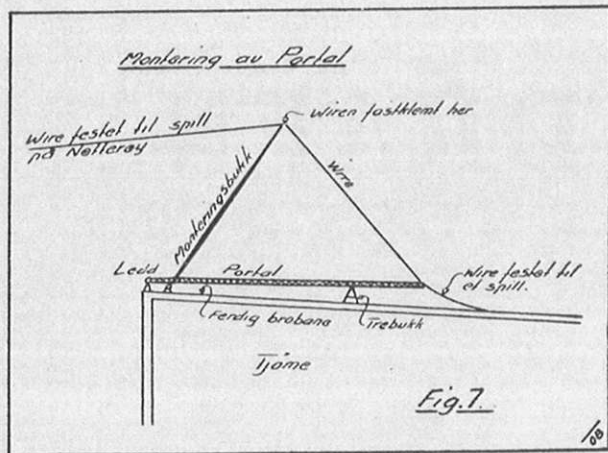 Montering av Portal
Wiren fastklemt her
Wire festet til spill
på Nøtterøy
Wire
Monteringsbukk
Ledd
Portal
Wire festet til
et spill.
Ferdig brobane
Trebukk
Tjøme
Fig. 7.
/08